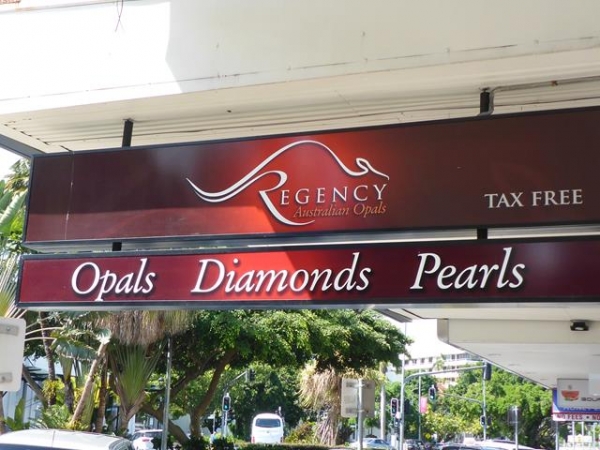 REGENCY
Australian Opals
TAX FREE
Opals Diamonds Pearls